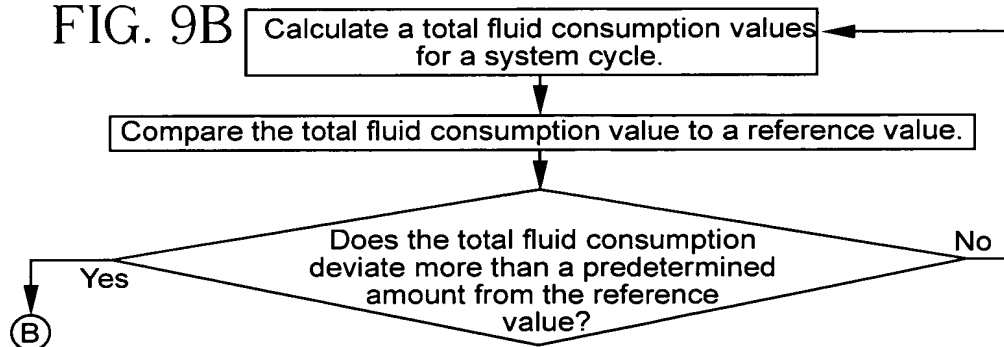 FIG. 9B
Calculate a total fluid consumption values
for a system cycle.
Compare the total fluid consumption value to a reference value.
Does the total fluid consumption
deviate more than a predetermined
amount from the reference
value?
Yes
No
B